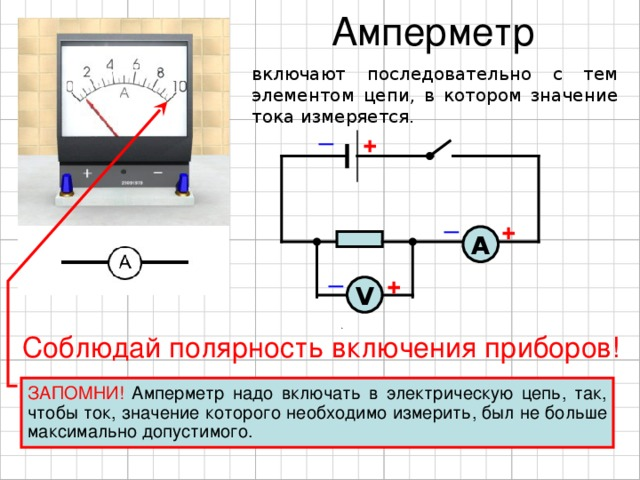 Амперметр
включают последовательно с тем
элементом цепи, в котором значение
тока измеряется.
0 2 4 6 8 10
A
+ −
− +
− +
A
− +
V
A
Соблюдай полярность включения приборов!
ЗАПОМНИ! Амперметр надо включать в электрическую цепь, так,
чтобы ток, значение которого необходимо измерить, был не больше
максимально допустимого.